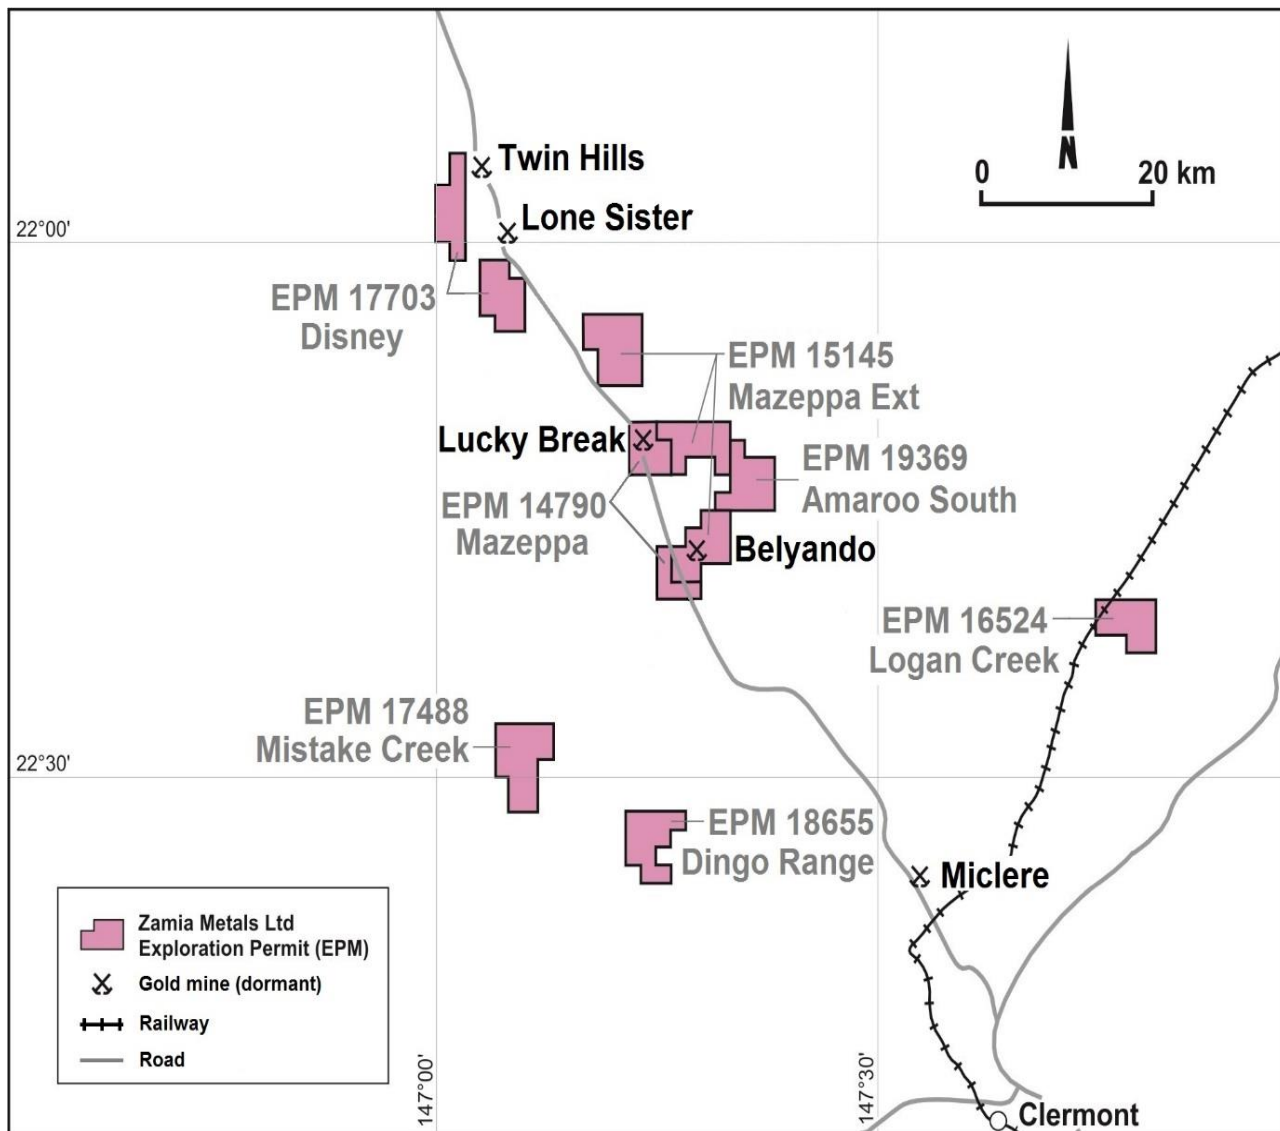 Twin Hills
N
0 20 km
Lone Sister
22°00'
EPM 17703
Disney
EPM 15145
Mazeppa Ext
Lucky Break
EPM 19369
Amaroo South
EPM 14790
Mazeppa
Belyando
EPM 16524
Logan Creek
EPM 17488
Mistake Creek
22°30'
EPM 18655
Dingo Range
Miclere
Zamia Metals Ltd
Exploration Permit (EPM)
Gold mine (dormant)
Railway
Road
147°00'
147°30'
Clermont